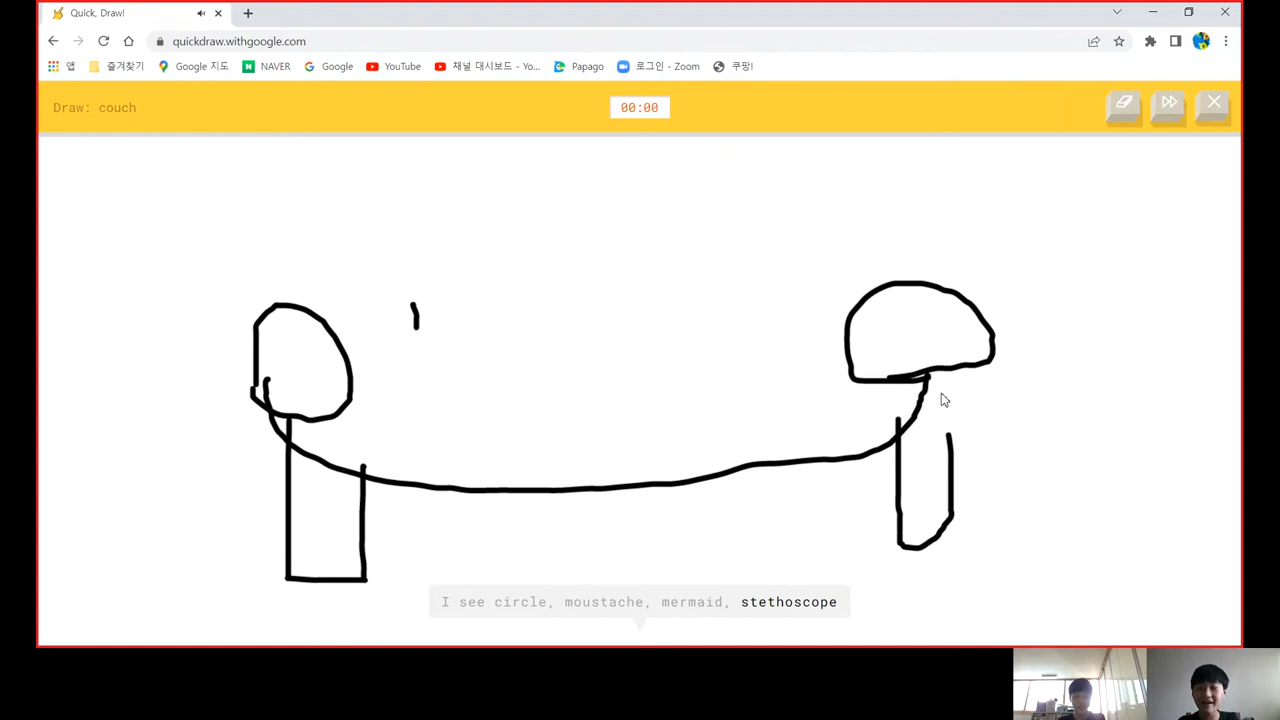 Quick, Draw!
quickdraw.withgoogle.com
앱 즐겨찾기 Google 지도 NAVER Google YouTube 채널 대시보드 - Yo... Papago 로그인 - Zoom 쿠팡!
Draw: couch 00:00
I see circle, moustache, mermaid, stethoscope